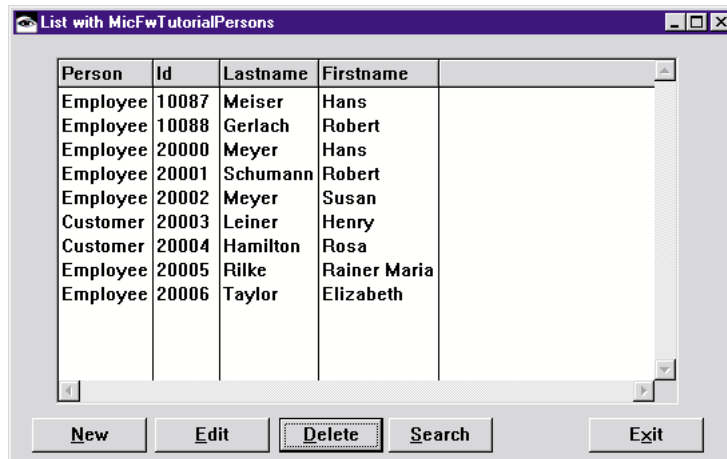 List with MicFwTutorialPersons
Person Id Lastname Firstname
Employee 10087 Meiser Hans
Employee 10088 Gerlach Robert
Employee 20000 Meyer Hans
Employee 20001 Schumann Robert
Employee 20002 Meyer Susan
Customer 20003 Leiner Henry
Customer 20004 Hamilton Rosa
Employee 20005 Rilke Rainer Maria
Employee 20006 Taylor Elizabeth
New Edit Delete Search Exit